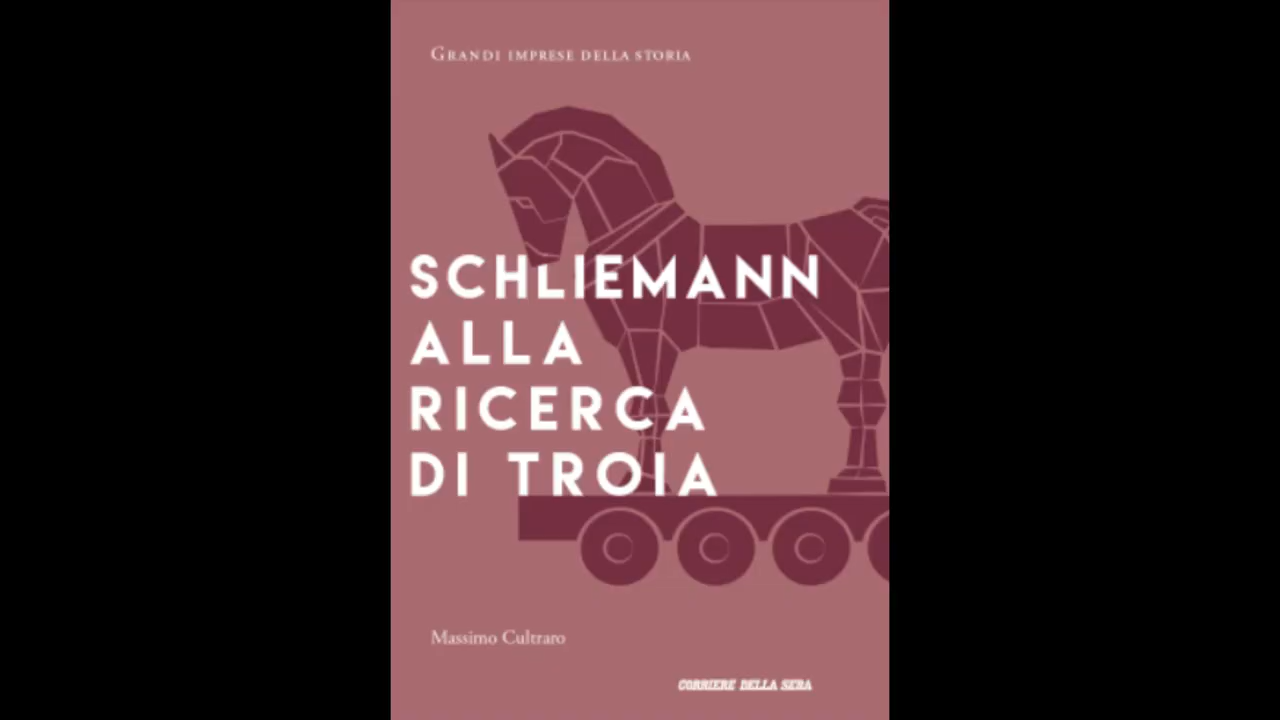 GRANDI IMPRESE DELLA STORIA
SCHLIEMANN
ALLA
RICERCA
DI TROIA
Massimo Cultraro
CORRIERE DELLA SERA